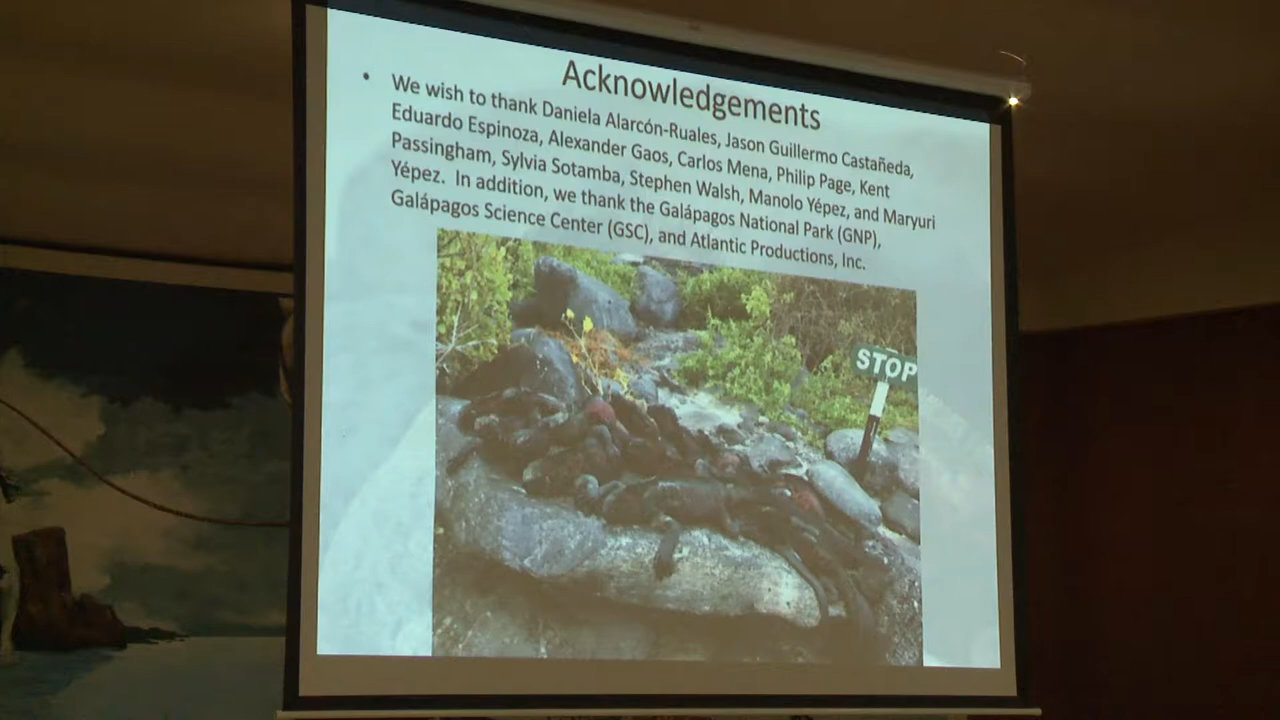 Acknowledgements
• We wish to thank Daniela Alarcón-Ruales, Jason Guillermo Castañeda,
Eduardo Espinoza, Alexander Gaos, Carlos Mena, Philip Page, Kent
Passingham, Sylvia Sotamba, Stephen Walsh, Manolo Yépez, and Maryuri
Yépez. In addition, we thank the Galápagos National Park (GNP),
Galápagos Science Center (GSC), and Atlantic Productions, Inc.
STOP